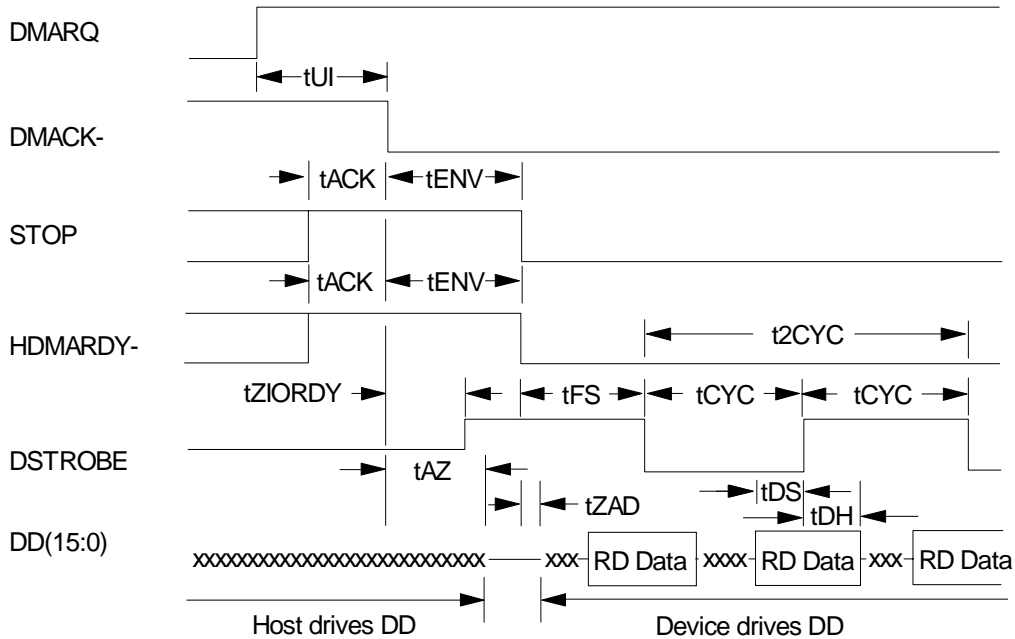 DMARQ
tUI
DMACK-
tACK tENV
STOP
tACK tENV
HDMARDY-
t2CYC
tZIORDY tFS tCYC tCYC
DSTROBE
tAZ
tDS
tZAD
tDH
DD(15:0)
XXXXXXXXXXXXXXXXXXXXXXXXXXX XXX RD Data XXXX RD Data XXX RD Data
Host drives DD Device drives DD